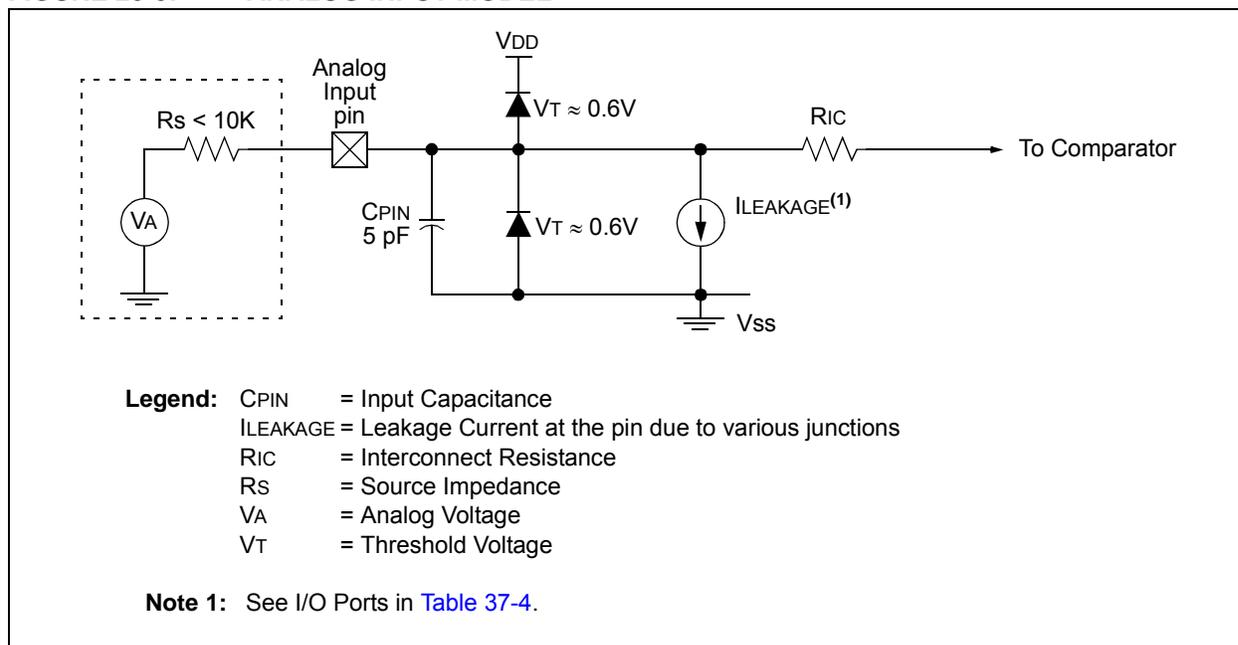 VDD
Analog
Input
pin
VT ≈ 0.6V
Rs < 10K
RIC
To Comparator
VA
CPIN
5 pF
VT ≈ 0.6V
ILEAKAGE(1)
Vss
Legend: CPIN = Input Capacitance
ILEAKAGE = Leakage Current at the pin due to various junctions
RIC = Interconnect Resistance
RS = Source Impedance
VA = Analog Voltage
VT = Threshold Voltage
Note 1: See I/O Ports in Table 37-4.